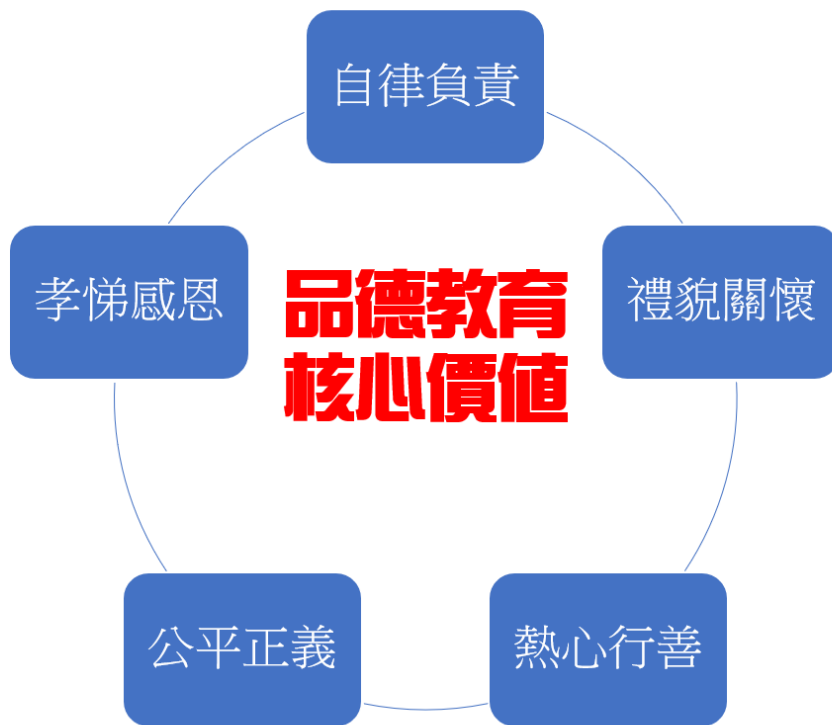 自律負責
孝悌感恩
禮貌關懷
品德教育
核心價值
公平正義
熱心行善